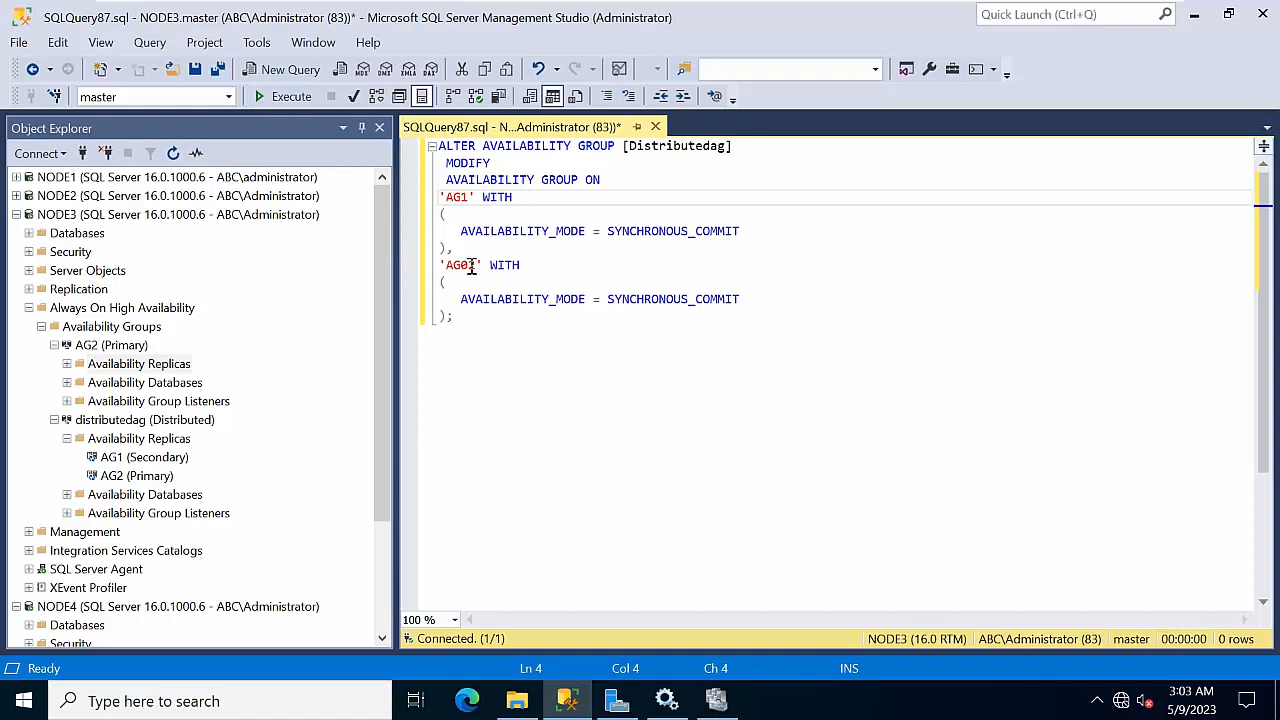 SQLQuery87.sql - NODE3.master (ABC\Administrator (83))* - Microsoft SQL Server Management Studio (Administrator)
Quick Launch (Ctrl+Q)
File Edit View Query Project Tools Window Help
New Query
MDX DMX XMLA DAX
master
Execute
Object Explorer
Connect
NODE1 (SQL Server 16.0.1000.6 - ABC\administrator)
NODE2 (SQL Server 16.0.1000.6 - ABC\Administrator)
NODE3 (SQL Server 16.0.1000.6 - ABC\Administrator)
Databases
Security
Server Objects
Replication
Always On High Availability
Availability Groups
AG2 (Primary)
Availability Replicas
Availability Databases
Availability Group Listeners
distributedag (Distributed)
Availability Replicas
AG1 (Secondary)
AG2 (Primary)
Availability Databases
Availability Group Listeners
Management
Integration Services Catalogs
SQL Server Agent
XEvent Profiler
NODE4 (SQL Server 16.0.1000.6 - ABC\Administrator)
Databases
Security
SQLQuery87.sql - N...Administrator (83))*
ALTER AVAILABILITY GROUP [Distributedag]
MODIFY
AVAILABILITY GROUP ON
'AG1' WITH
(
AVAILABILITY_MODE = SYNCHRONOUS_COMMIT
),
WITH
(
AVAILABILITY_MODE = SYNCHRONOUS_COMMIT
);
100 %
Connected. (1/1)
NODE3 (16.0 RTM) ABC\Administrator (83) master 00:00:00 0 rows
Ready
Ln 4 Col 4 Ch 4 INS
Type here to search
3:03 AM
5/9/2023